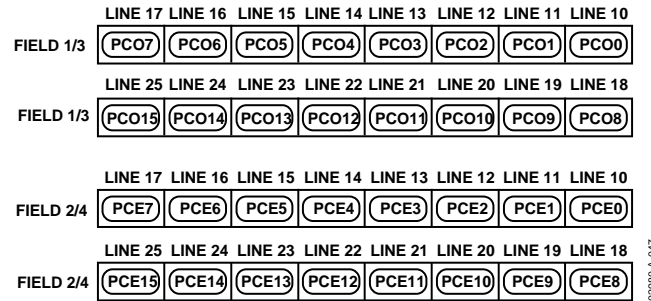 LINE 17 LINE 16 LINE 15 LINE 14 LINE 13 LINE 12 LINE 11 LINE 10
FIELD 1/3 PCO7 PCO6 PCO5 PCO4 PCO3 PCO2 PCO1 PCO0
LINE 25 LINE 24 LINE 23 LINE 22 LINE 21 LINE 20 LINE 19 LINE 18
FIELD 1/3 PCO15 PCO14 PCO13 PCO12 PCO11 PCO10 PCO9 PCO8
LINE 17 LINE 16 LINE 15 LINE 14 LINE 13 LINE 12 LINE 11 LINE 10
FIELD 2/4 PCE7 PCE6 PCE5 PCE4 PCE3 PCE2 PCE1 PCE0
LINE 25 LINE 24 LINE 23 LINE 22 LINE 21 LINE 20 LINE 19 LINE 18
FIELD 2/4 PCE15 PCE14 PCE13 PCE12 PCE11 PCE10 PCE9 PCE8